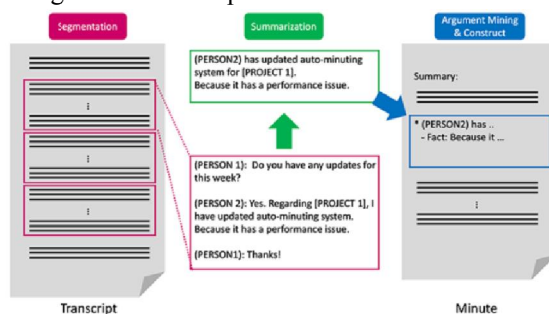 Segmentation
Summarization
Argument Mining
& Construct
(PERSON2) has updated auto-minuting
system for [PROJECT 1].
Because it has a performance issue.
Summary:
* (PERSON2) has ..
- Fact: Because it ...
(PERSON 1): Do you have any updates for
this week?
(PERSON 2): Yes. Regarding [PROJECT 1], I
have updated auto-minuting system.
Because it has a performance issue.
(PERSON1): Thanks!
Transcript
Minute